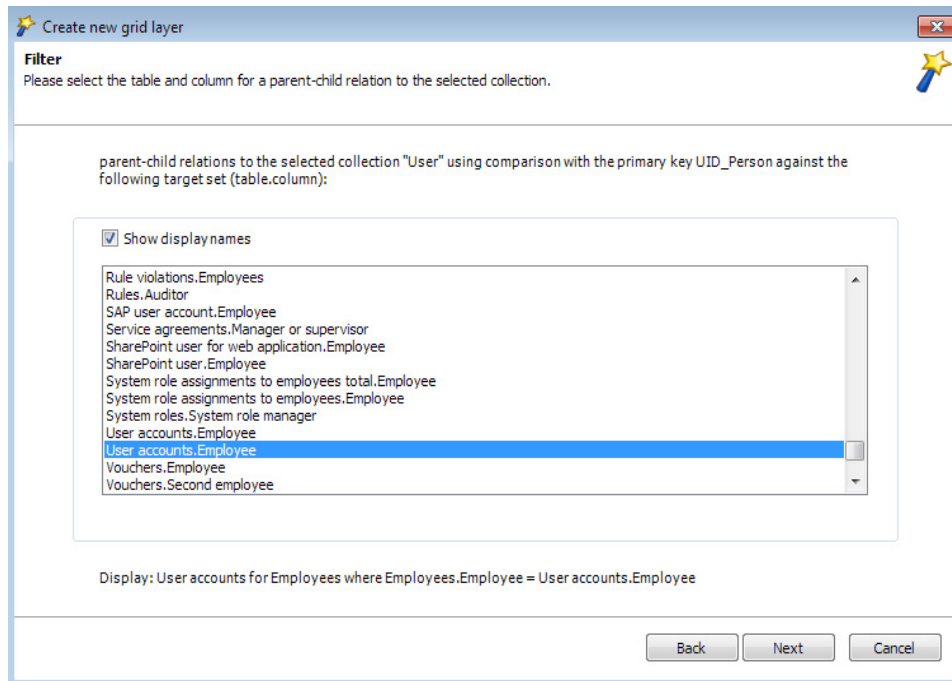 Create new grid layer
Filter
Please select the table and column for a parent-child relation to the selected collection.
parent-child relations to the selected collection "User" using comparison with the primary key UID_Person against the
following target set (table.column):
Show display names
Rule violations.Employees
Rules.Auditor
SAP user account.Employee
Service agreements.Manager or supervisor
SharePoint user for web application.Employee
SharePoint user.Employee
System role assignments to employees total.Employee
System role assignments to employees.Employee
System roles.System role manager
User accounts.Employee
User accounts.Employee
Vouchers.Employee
Vouchers.Second employee
Display: User accounts for Employees where Employees.Employee = User accounts.Employee
Back Next Cancel